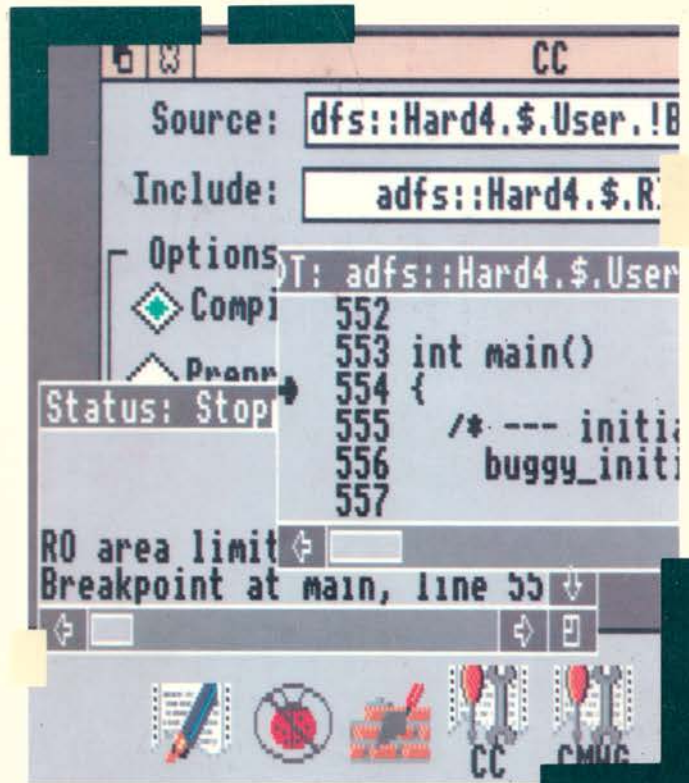 CC
Source: dfs::Hard4.$.User.!B
Include: adfs::Hard4.$.R
Options
Compi
T: adfs::Hard4.$.User
552
553 int main()
554 {
555 /* --- initia
556 buggy_initi
557
Status: Stop
RO area limit
Breakpoint at main, line 55
CC
CMHG